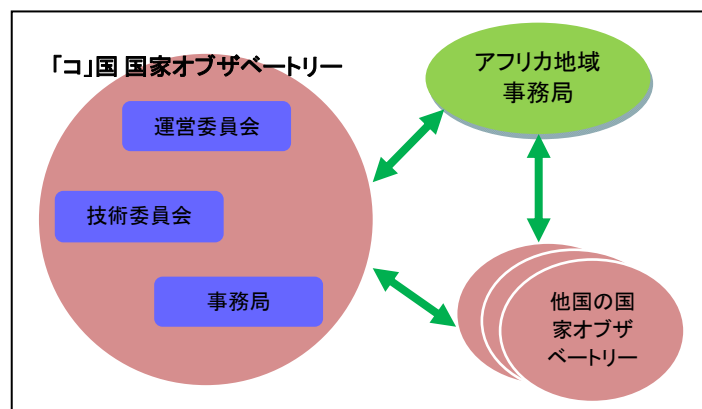 「コ」国 国家オブザベートリー
運営委員会
技術委員会
事務局
アフリカ地域
事務局
他国の国
家オブザ
ベートリー